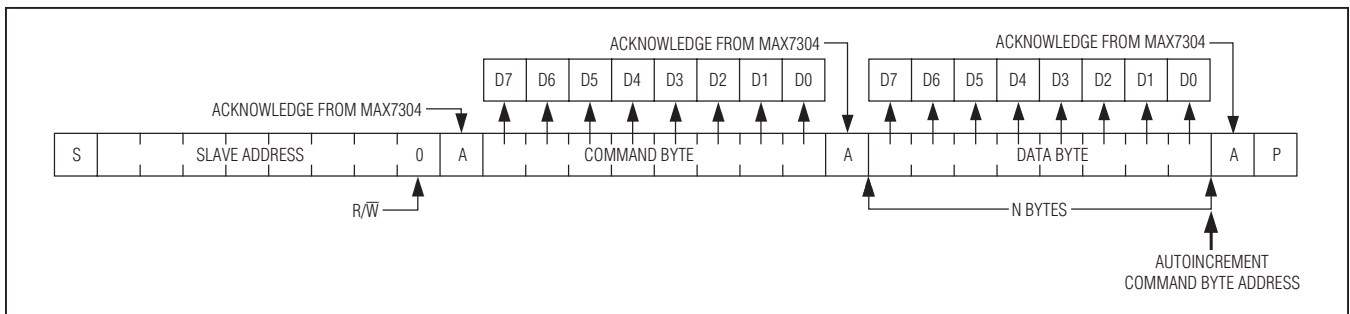 ACKNOWLEDGE FROM MAX7304
ACKNOWLEDGE FROM MAX7304
D7 D6 D5 D4 D3 D2 D1 D0
D7 D6 D5 D4 D3 D2 D1 D0
ACKNOWLEDGE FROM MAX7304
S SLAVE ADDRESS 0 A COMMAND BYTE A DATA BYTE A P
R/W̅
N BYTES
AUTOINCREMENT
COMMAND BYTE ADDRESS